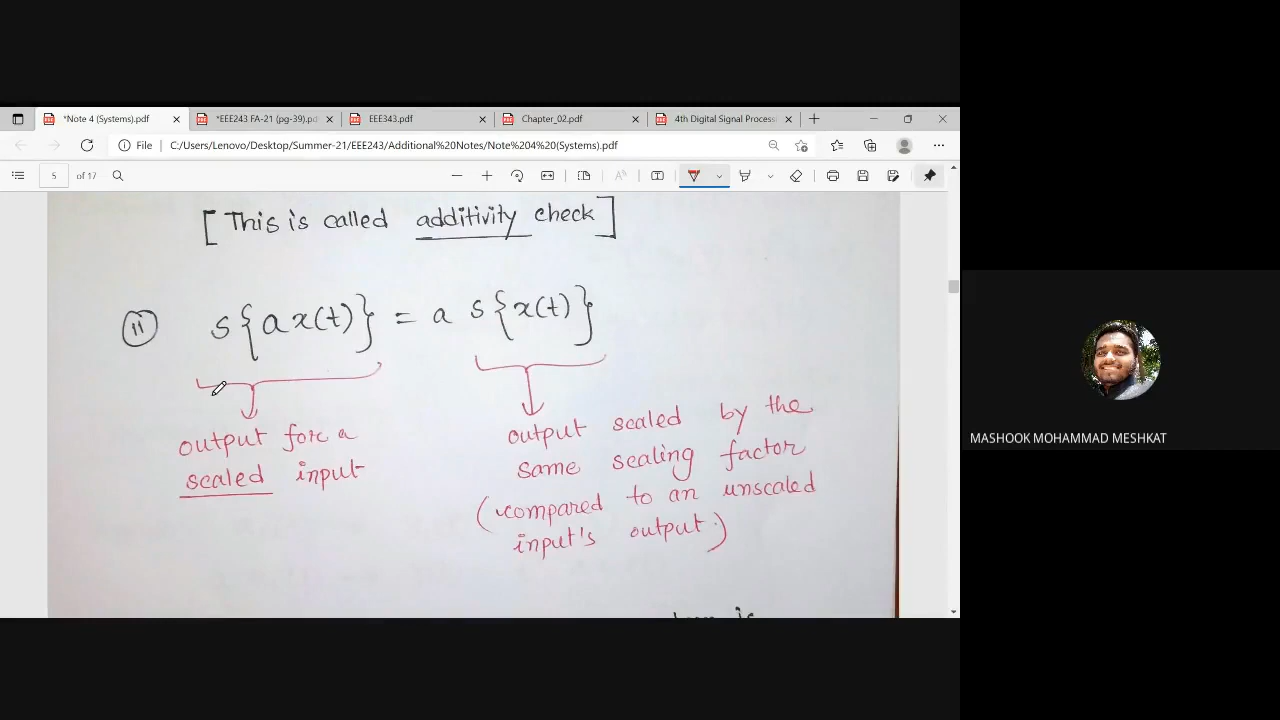 *Note 4 (Systems).pdf
*EEE243 FA-21 (pg-39).pd
EEE343.pdf
Chapter_02.pdf
4th Digital Signal Process
File
C:/Users/Lenovo/Desktop/Summer-21/EEE243/Additional%20Notes/Note%204%20(Systems).pdf
5 of 17
[This is called additivity check]
(ii) s{ax(t)} = a s{x(t)}
output for a
scaled input
output scaled by the
same scaling factor
(compared to an unscaled
input's output)
MASHOOK MOHAMMAD MESHKAT